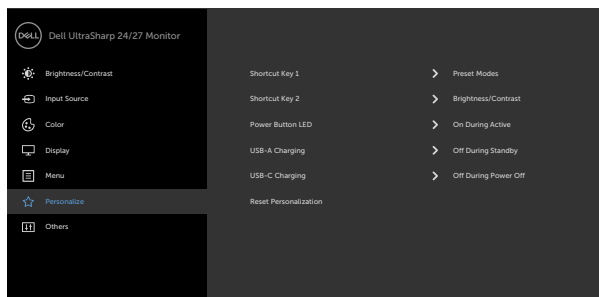 DELL Dell UltraSharp 24/27 Monitor
Brightness/Contrast
Input Source
Color
Display
Menu
Personalize
Others
Shortcut Key 1 Preset Modes
Shortcut Key 2 Brightness/Contrast
Power Button LED On During Active
USB-A Charging Off During Standby
USB-C Charging Off During Power Off
Reset Personalization